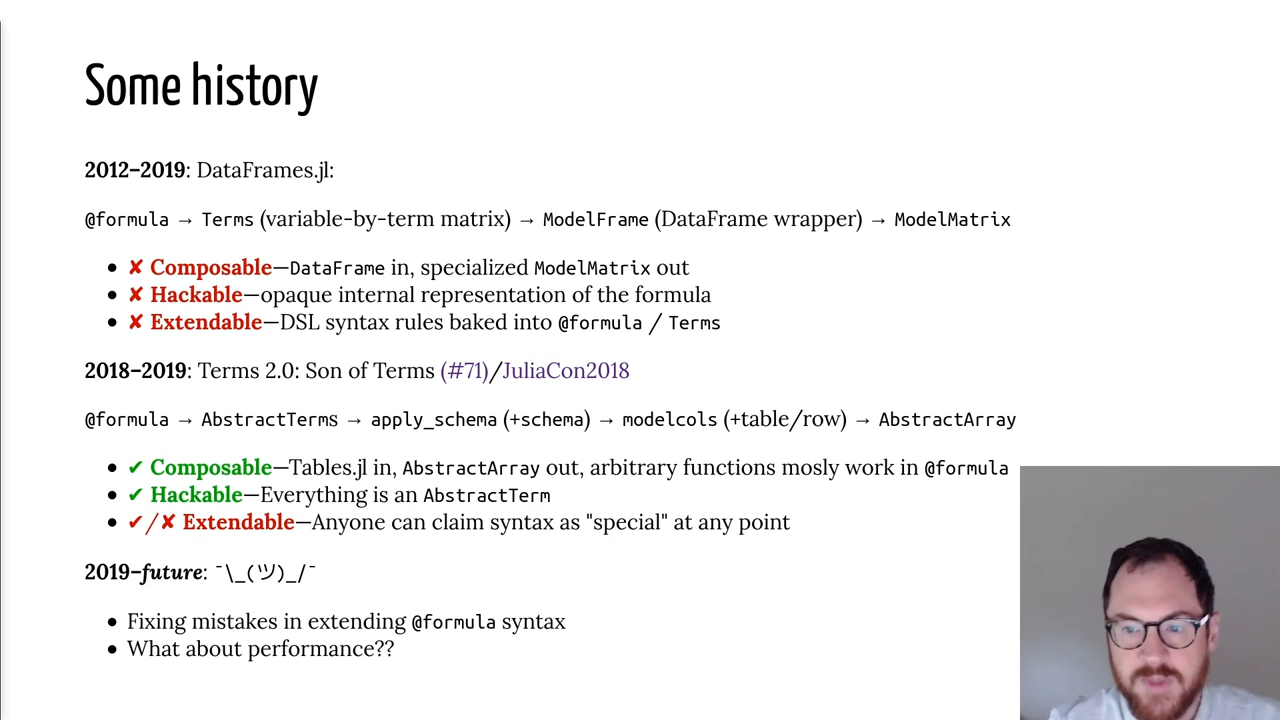 Some history
2012–2019: DataFrames.jl:
@formula → Terms (variable-by-term matrix) → ModelFrame (DataFrame wrapper) → ModelMatrix
• ✘ Composable—DataFrame in, specialized ModelMatrix out
• ✘ Hackable—opaque internal representation of the formula
• ✘ Extendable—DSL syntax rules baked into @formula / Terms
2018–2019: Terms 2.0: Son of Terms (#71)/JuliaCon2018
@formula → AbstractTerms → apply_schema (+schema) → modelcols (+table/row) → AbstractArray
• ✔ Composable—Tables.jl in, AbstractArray out, arbitrary functions mosly work in @formula
• ✔ Hackable—Everything is an AbstractTerm
• ✔/✘ Extendable—Anyone can claim syntax as "special" at any point
2019–future: ¯\_(ツ)_/¯
• Fixing mistakes in extending @formula syntax
• What about performance??